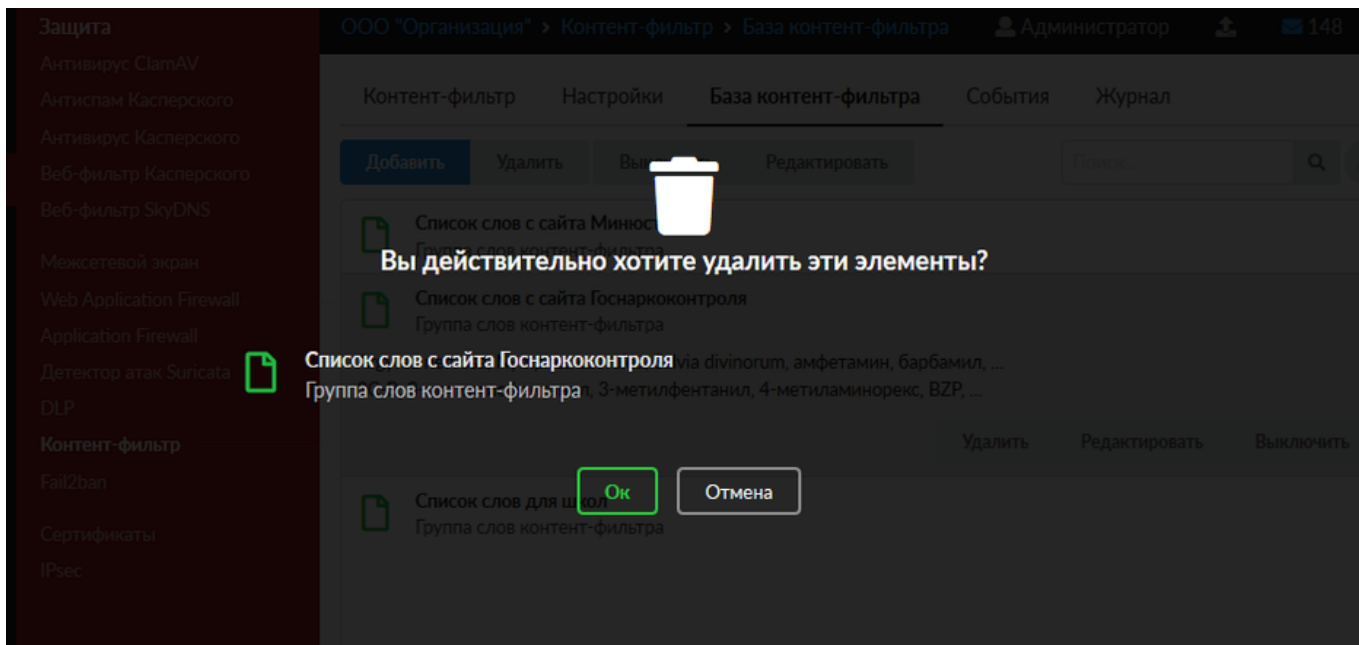 Защита
Антивирус ClamAV
Антиспам Касперского
Антивирус Касперского
Веб-фильтр Касперского
Веб-фильтр SkyDNS
Межсетевой экран
Web Application Firewall
Application Firewall
Детектор атак Suricata
DLP
Контент-фильтр
Fail2ban
Сертификаты
IPsec
ООО "Организация" > Контент-фильтр > База контент-фильтра Администратор 148
Контент-фильтр Настройки База контент-фильтра События Журнал
Добавить Удалить Редактировать Поиск
Список слов с сайта
Группа слов контент-фильтра
Вы действительно хотите удалить эти элементы?
Список слов с сайта Госнаркоконтроля
Группа слов контент-фильтра
divinorum, амфетамин, барбамил, ...
3-метилфентанил, 4-метиламинорекс, BZP, ...
Список слов с сайта Госнаркоконтроля
Группа слов контент-фильтра
Удалить Редактировать Выключить
Ок Отмена
Список слов для школ
Группа слов контент-фильтра